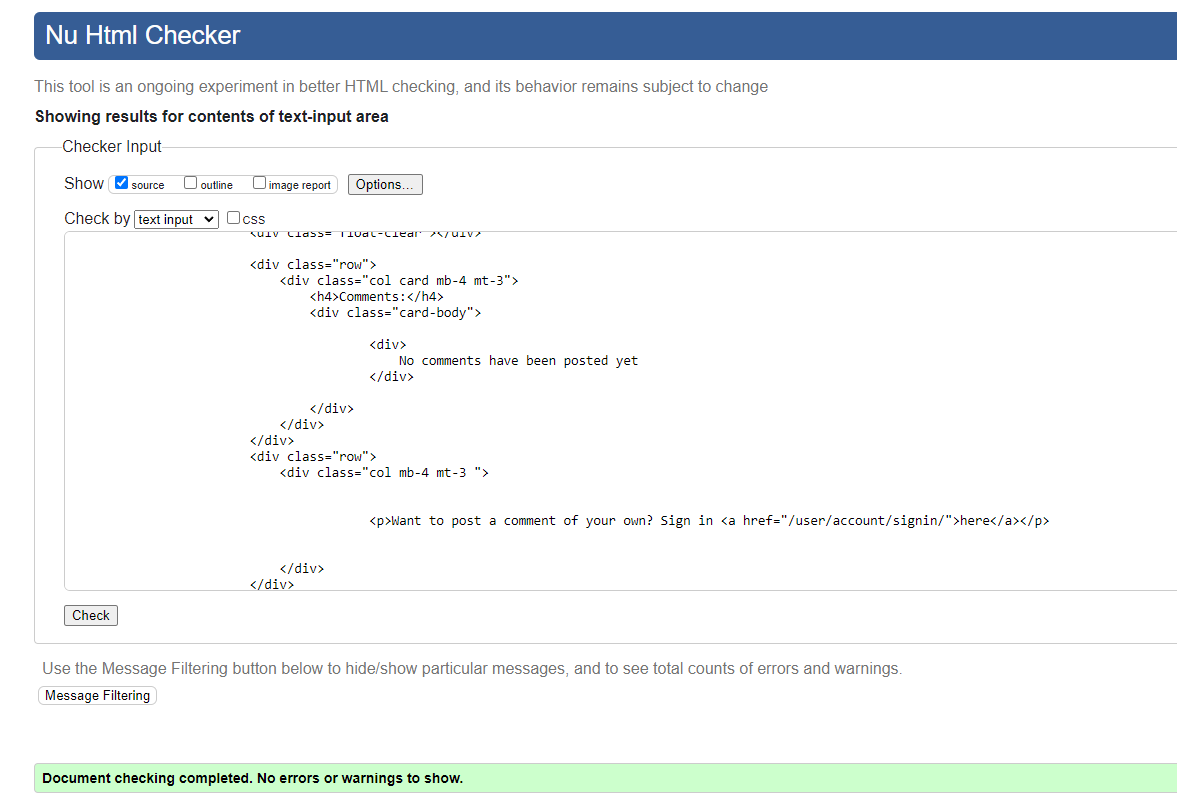 Nu Html Checker
This tool is an ongoing experiment in better HTML checking, and its behavior remains subject to change
Showing results for contents of text-input area
Checker Input
Show source outline image report Options...
Check by text input css
<div class="float-clear"></div>
<div class="row">
<div class="col card mb-4 mt-3">
<h4>Comments:</h4>
<div class="card-body">
<div>
No comments have been posted yet
</div>
</div>
</div>
</div>
<div class="row">
<div class="col mb-4 mt-3 ">
<p>Want to post a comment of your own? Sign in <a href="/user/account/signin/">here</a></p>
</div>
</div>
Check
Use the Message Filtering button below to hide/show particular messages, and to see total counts of errors and warnings.
Message Filtering
Document checking completed. No errors or warnings to show.